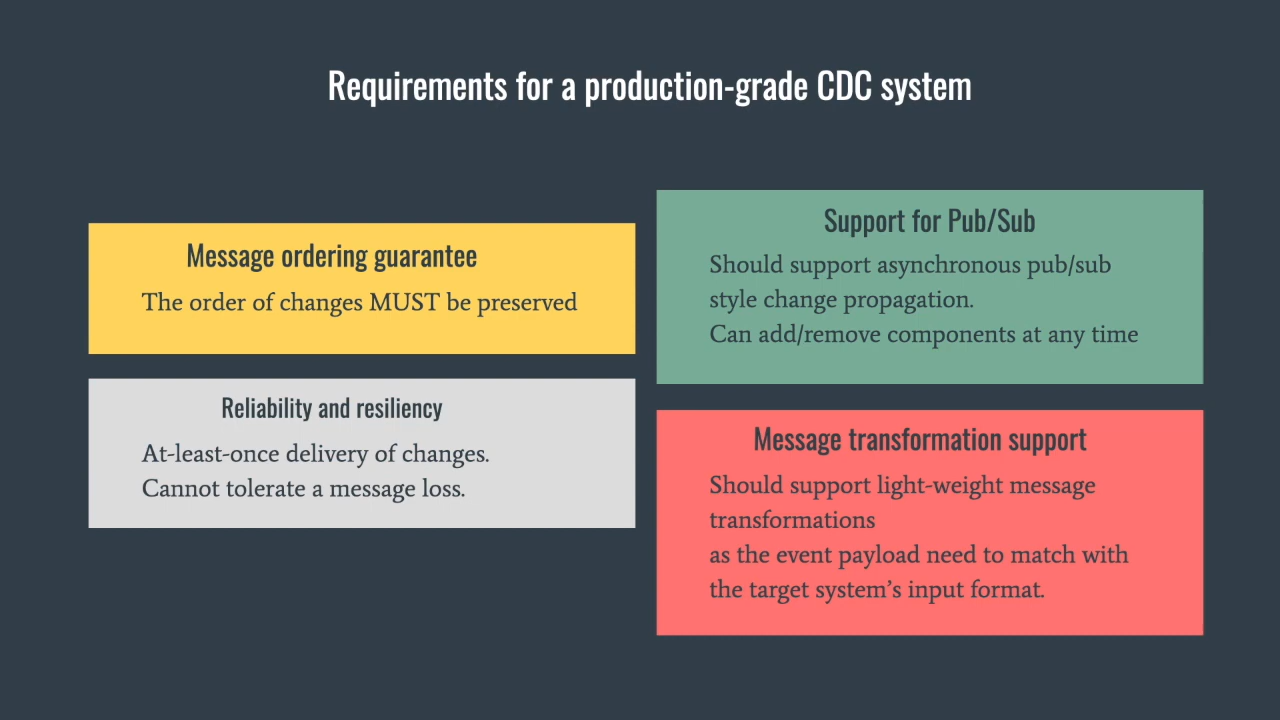 Requirements for a production-grade CDC system
Message ordering guarantee
The order of changes MUST be preserved
Reliability and resiliency
At-least-once delivery of changes.
Cannot tolerate a message loss.
Support for Pub/Sub
Should support asynchronous pub/sub
style change propagation.
Can add/remove components at any time
Message transformation support
Should support light-weight message
transformations
as the event payload need to match with
the target system’s input format.